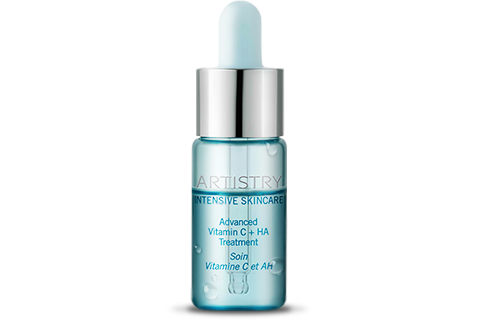 ARTISTRY
INTENSIVE SKINCARE
Advanced
Vitamin C + HA
Treatment
Soin
Vitamine C et AH